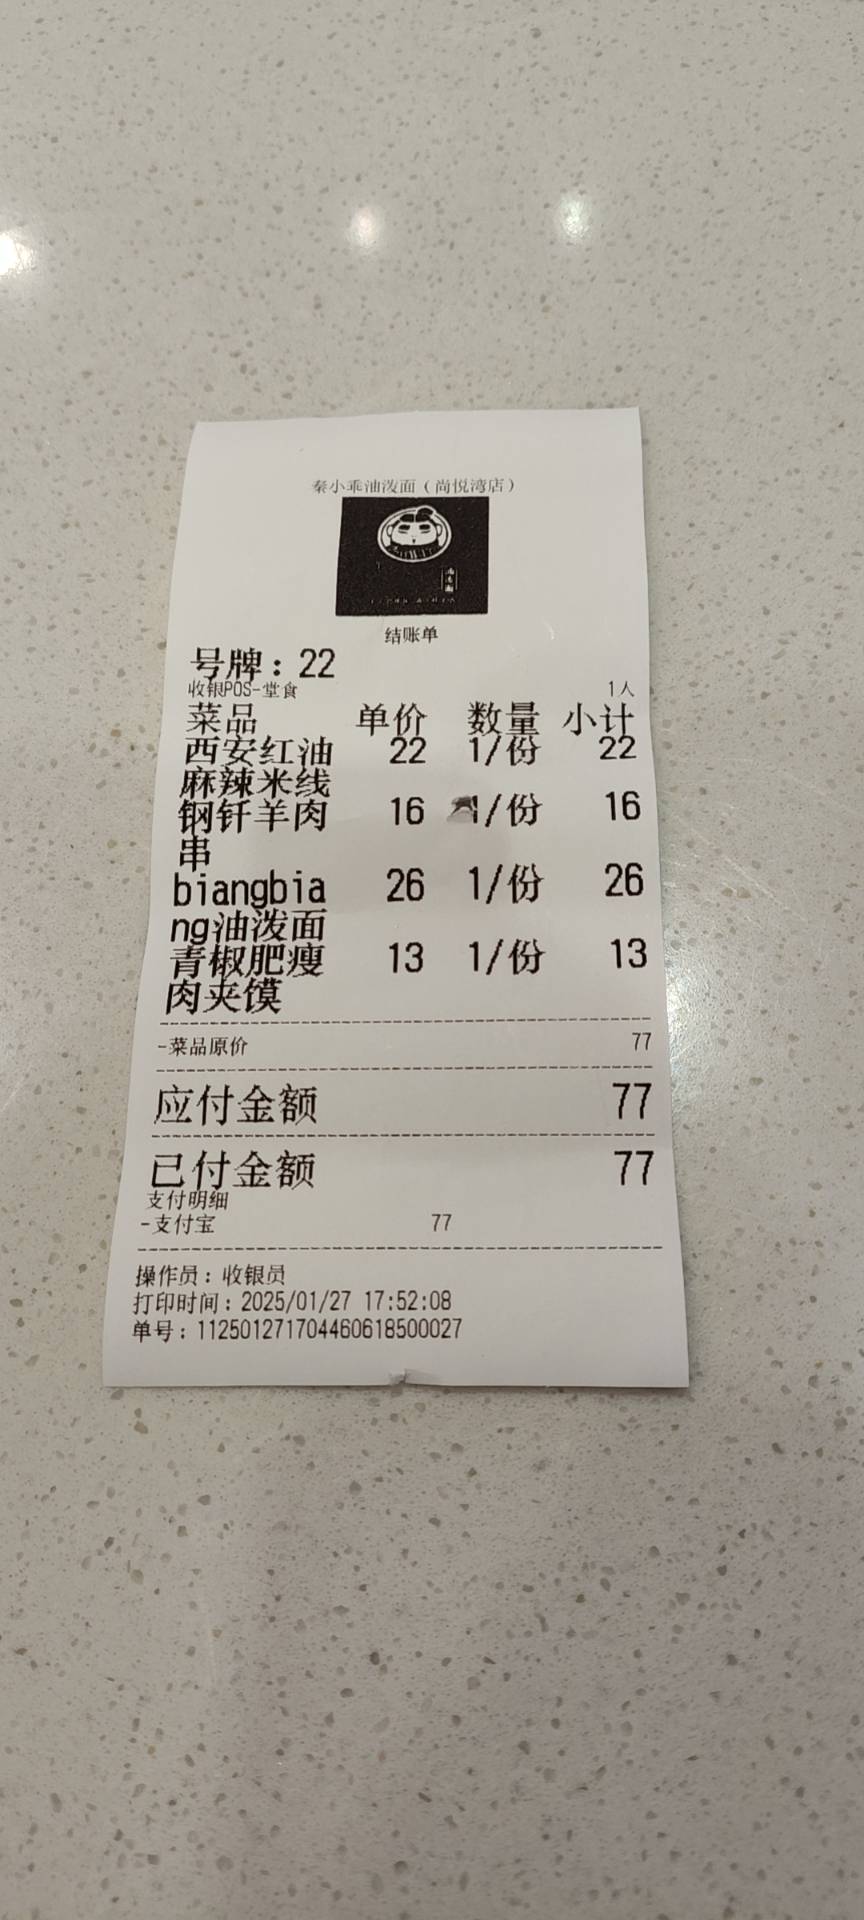 秦小乖油泼面（尚悦湾店）
结账单
号牌：22
收银POS-堂食 1人
菜品 单价 数量 小计
西安红油 22 1/份 22
麻辣米线
钢钎羊肉 16 1/份 16
串
biangbia 26 1/份 26
ng油泼面
青椒肥瘦 13 1/份 13
肉夹馍
-菜品原价 77
应付金额 77
已付金额 77
支付明细
-支付宝 77
操作员：收银员
打印时间：2025/01/27 17:52:08
单号：112501271704460618500027